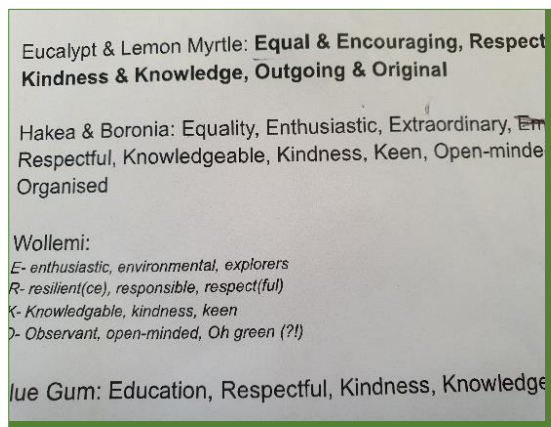 Eucalypt & Lemon Myrtle: Equal & Encouraging, Respect
Kindness & Knowledge, Outgoing & Original
Hakea & Boronia: Equality, Enthusiastic, Extraordinary, Em
Respectful, Knowledgeable, Kindness, Keen, Open-minde
Organised
Wollemi:
E- enthusiastic, environmental, explorers
R- resilient(ce), responsible, respect(ful)
K- Knowledgable, kindness, keen
O- Observant, open-minded, Oh green (?!)
lue Gum: Education, Respectful, Kindness, Knowledge